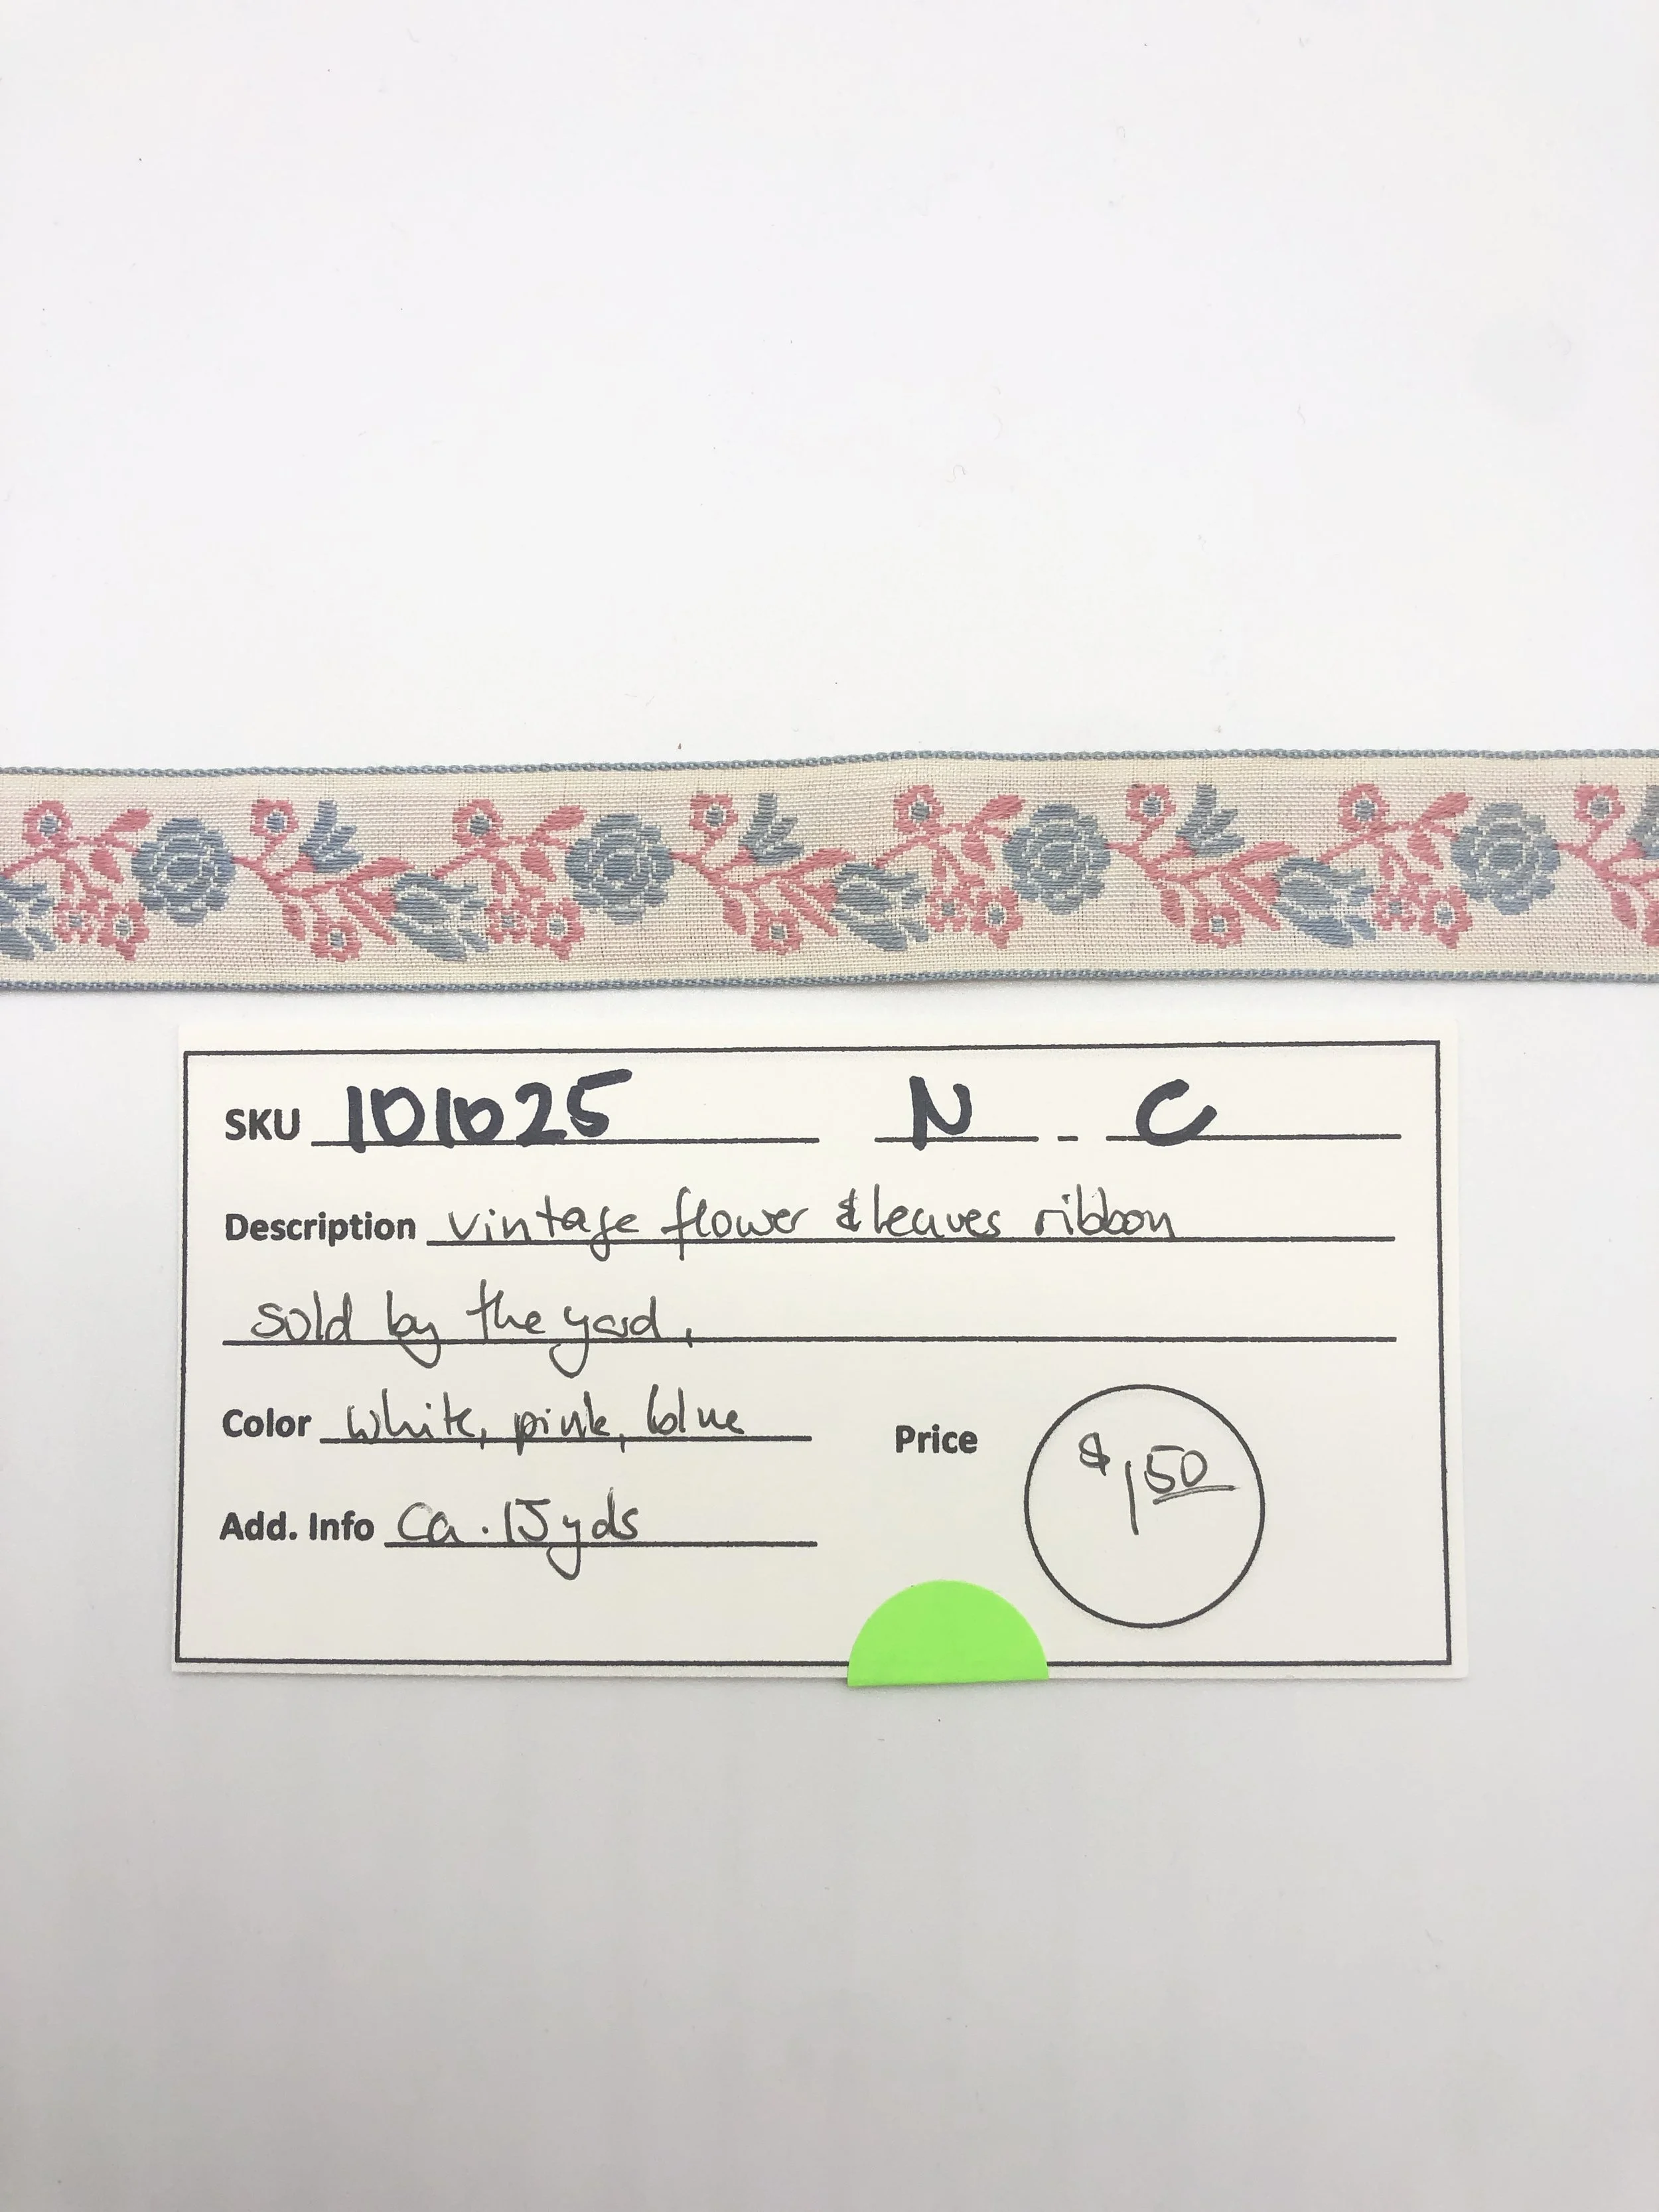 SKU 101025 N - C
Description vintage flower & leaves ribbon
sold by the yard,
Color white, pink, blue
Price $1.50
Add. Info Ca. 15 yds